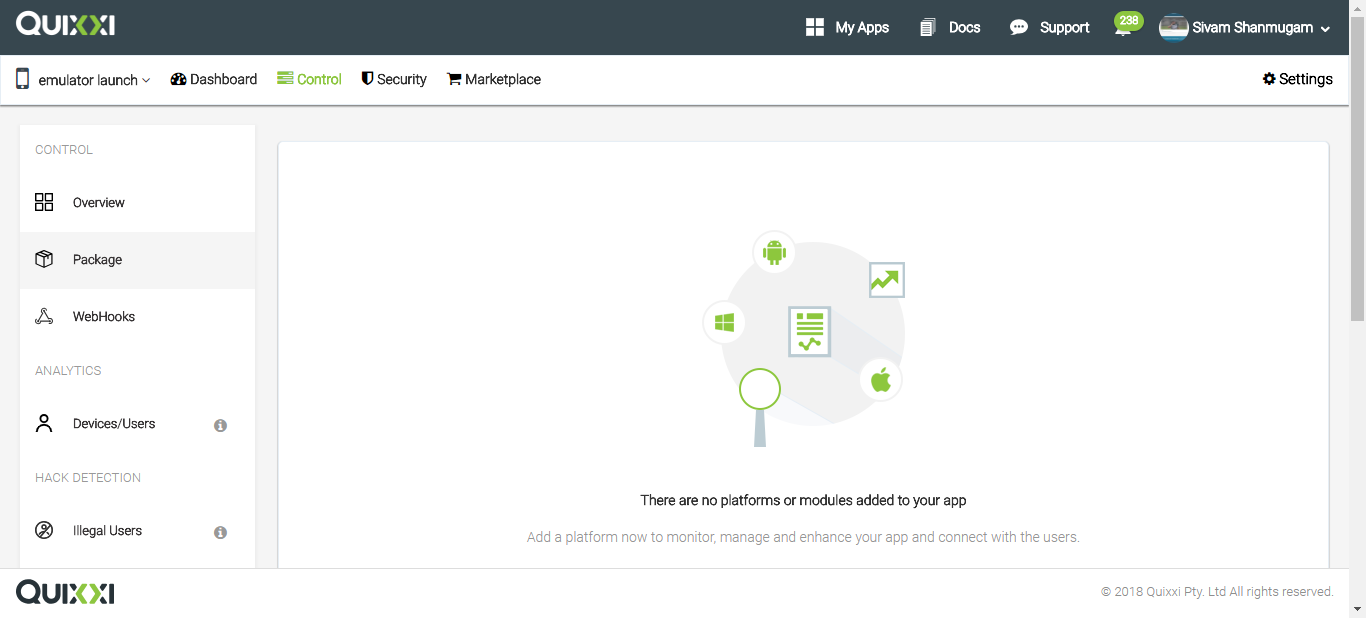 QUIXXI
My Apps
Docs
Support
238
Sivam Shanmugam
emulator launch
Dashboard
Control
Security
Marketplace
Settings
CONTROL
Overview
Package
WebHooks
ANALYTICS
Devices/Users
HACK DETECTION
Illegal Users
There are no platforms or modules added to your app
Add a platform now to monitor, manage and enhance your app and connect with the users.
QUIXXI
© 2018 Quixxi Pty. Ltd All rights reserved.